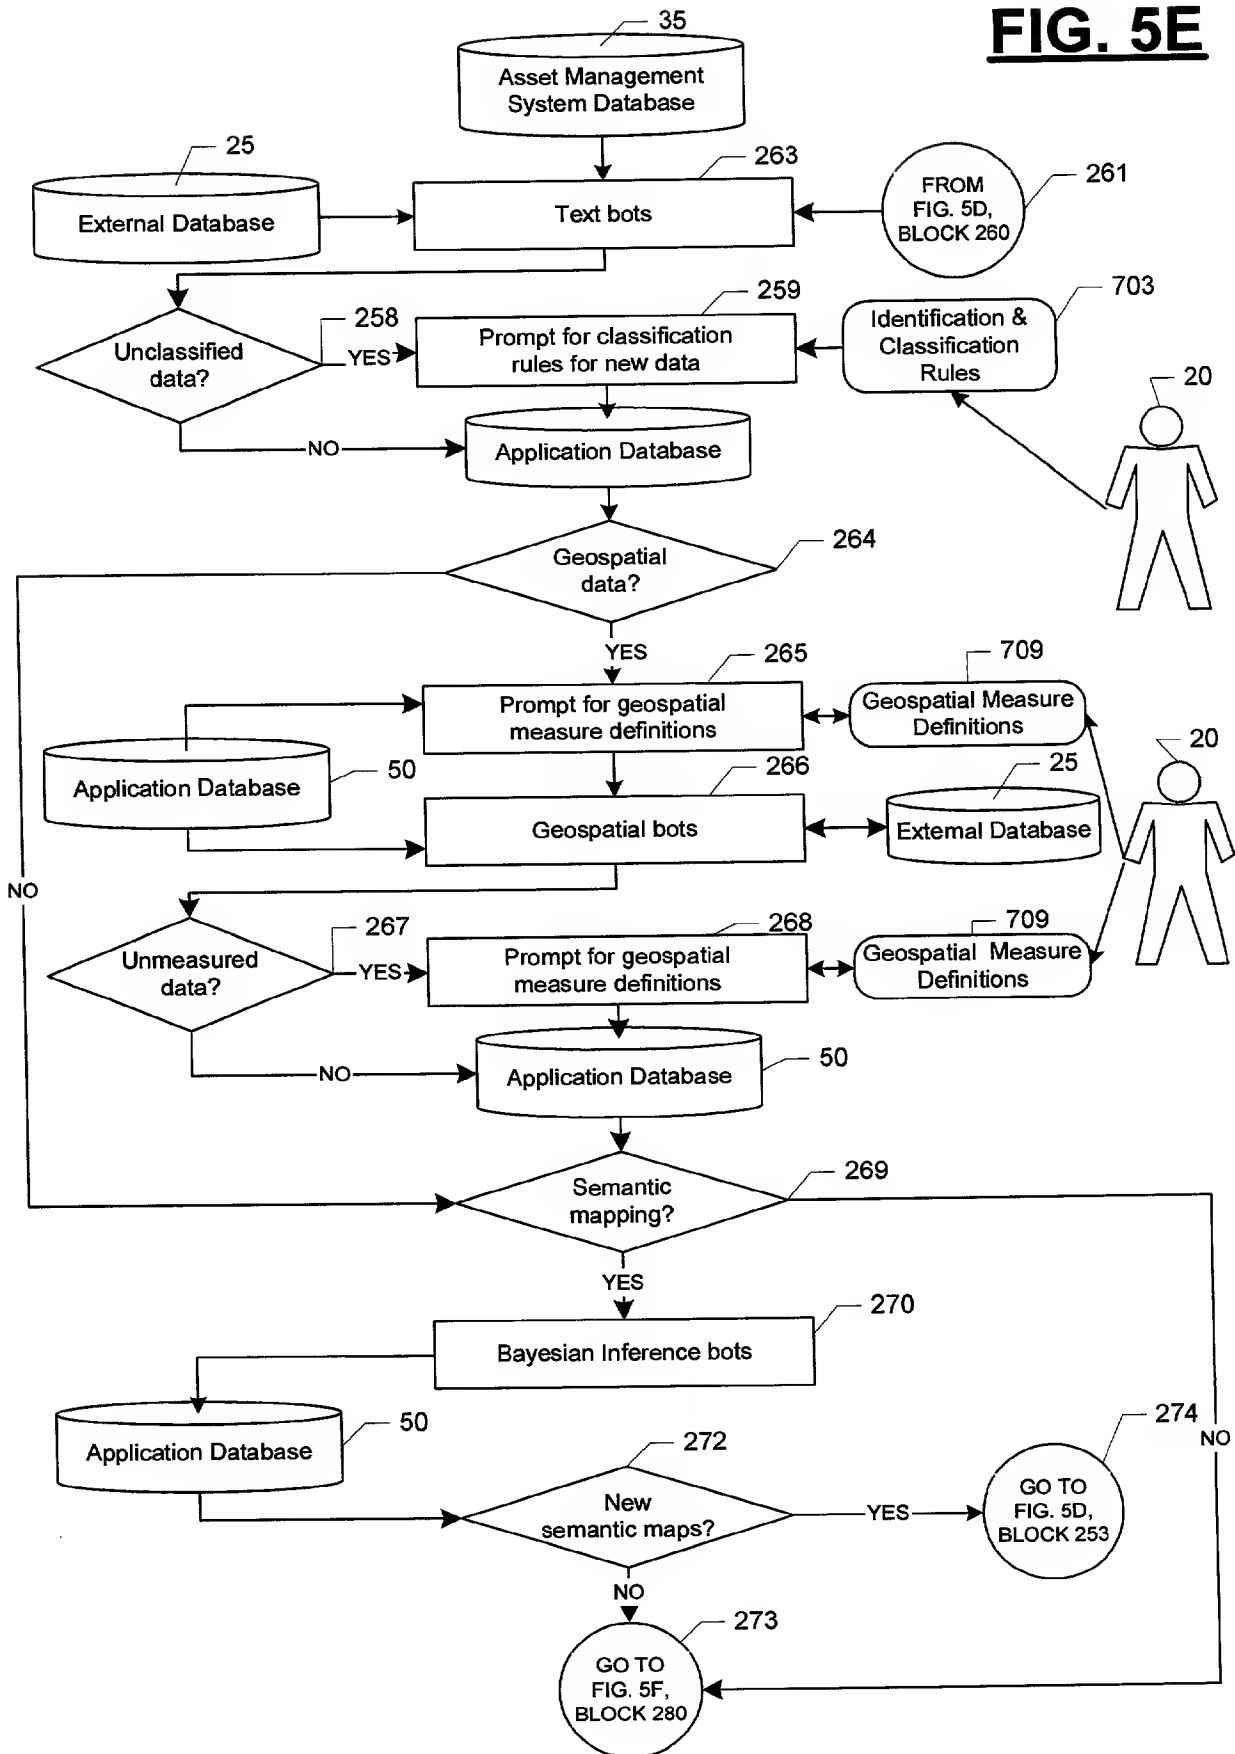 FIG. 5E
35
Asset Management
System Database
25
External Database
263
Text bots
FROM
FIG. 5D,
BLOCK 260
261
Unclassified
data?
258
YES
259
Prompt for classification
rules for new data
703
Identification &
Classification
Rules
20
NO
Application Database
Geospatial
data?
264
YES
265
Prompt for geospatial
measure definitions
709
Geospatial Measure
Definitions
20
Application Database
50
266
Geospatial bots
25
External Database
NO
Unmeasured
data?
267
YES
268
Prompt for geospatial
measure definitions
709
Geospatial Measure
Definitions
NO
Application Database
50
Semantic
mapping?
269
YES
270
Bayesian Inference bots
Application Database
50
272
New
semantic maps?
YES
274
GO TO
FIG. 5D,
BLOCK 253
NO
NO
273
GO TO
FIG. 5F,
BLOCK 280